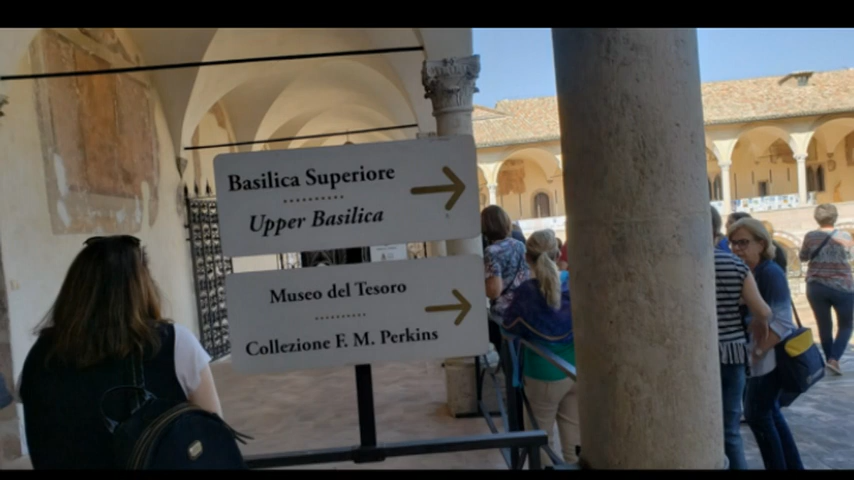 Basilica Superiore
Upper Basilica
Museo del Tesoro
Collezione F. M. Perkins